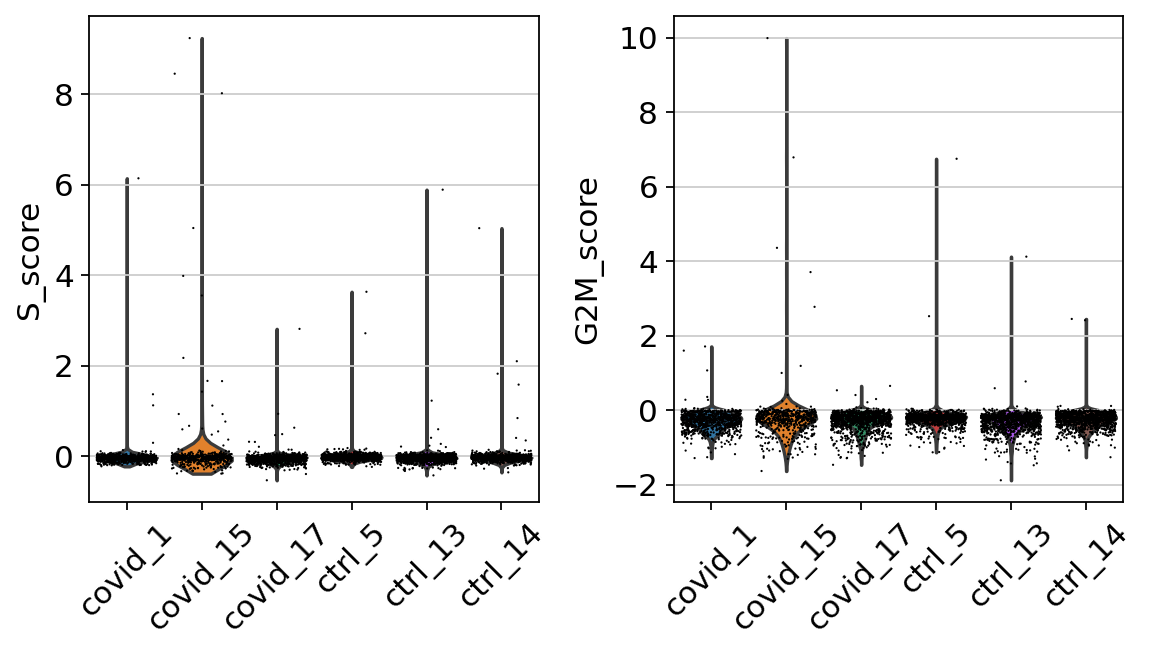 S_score
8
6
4
2
0
covid_1
covid_15
covid_17
ctrl_5
ctrl_13
ctrl_14
G2M_score
10
8
6
4
2
0
−2
covid_1
covid_15
covid_17
ctrl_5
ctrl_13
ctrl_14